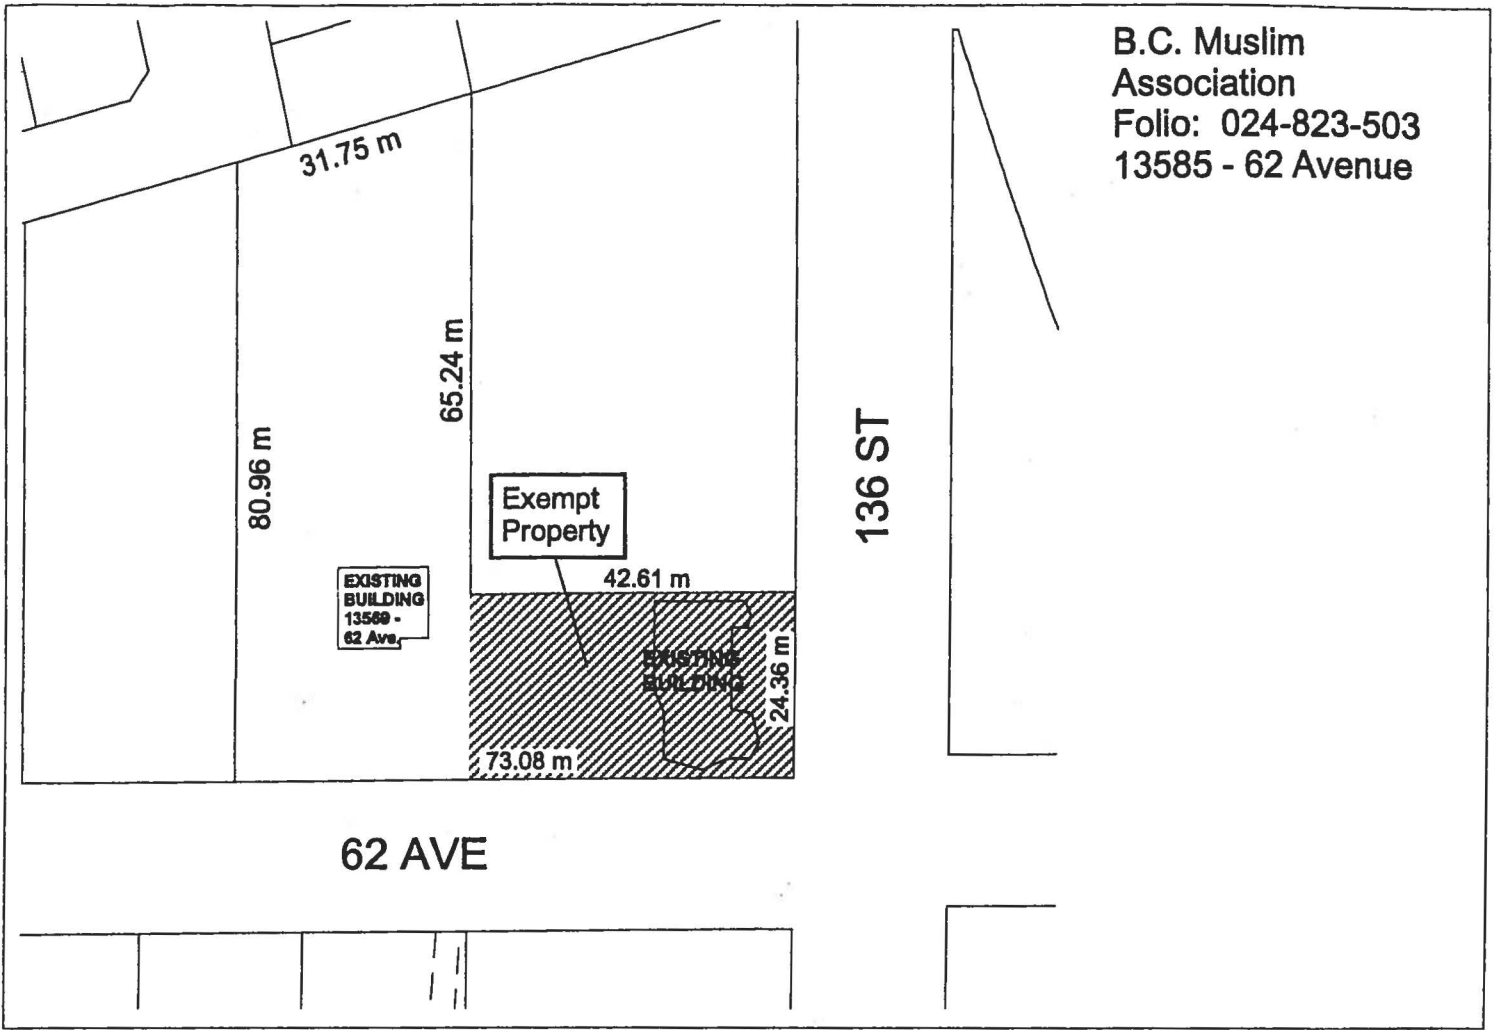 B.C. Muslim
Association
Folio: 024-823-503
13585 - 62 Avenue
31.75 m
65.24 m
80.96 m
136 ST
Exempt
Property
42.61 m
EXISTING
BUILDING
13569 -
62 Ave.
EXISTING
BUILDING
24.36 m
73.08 m
62 AVE